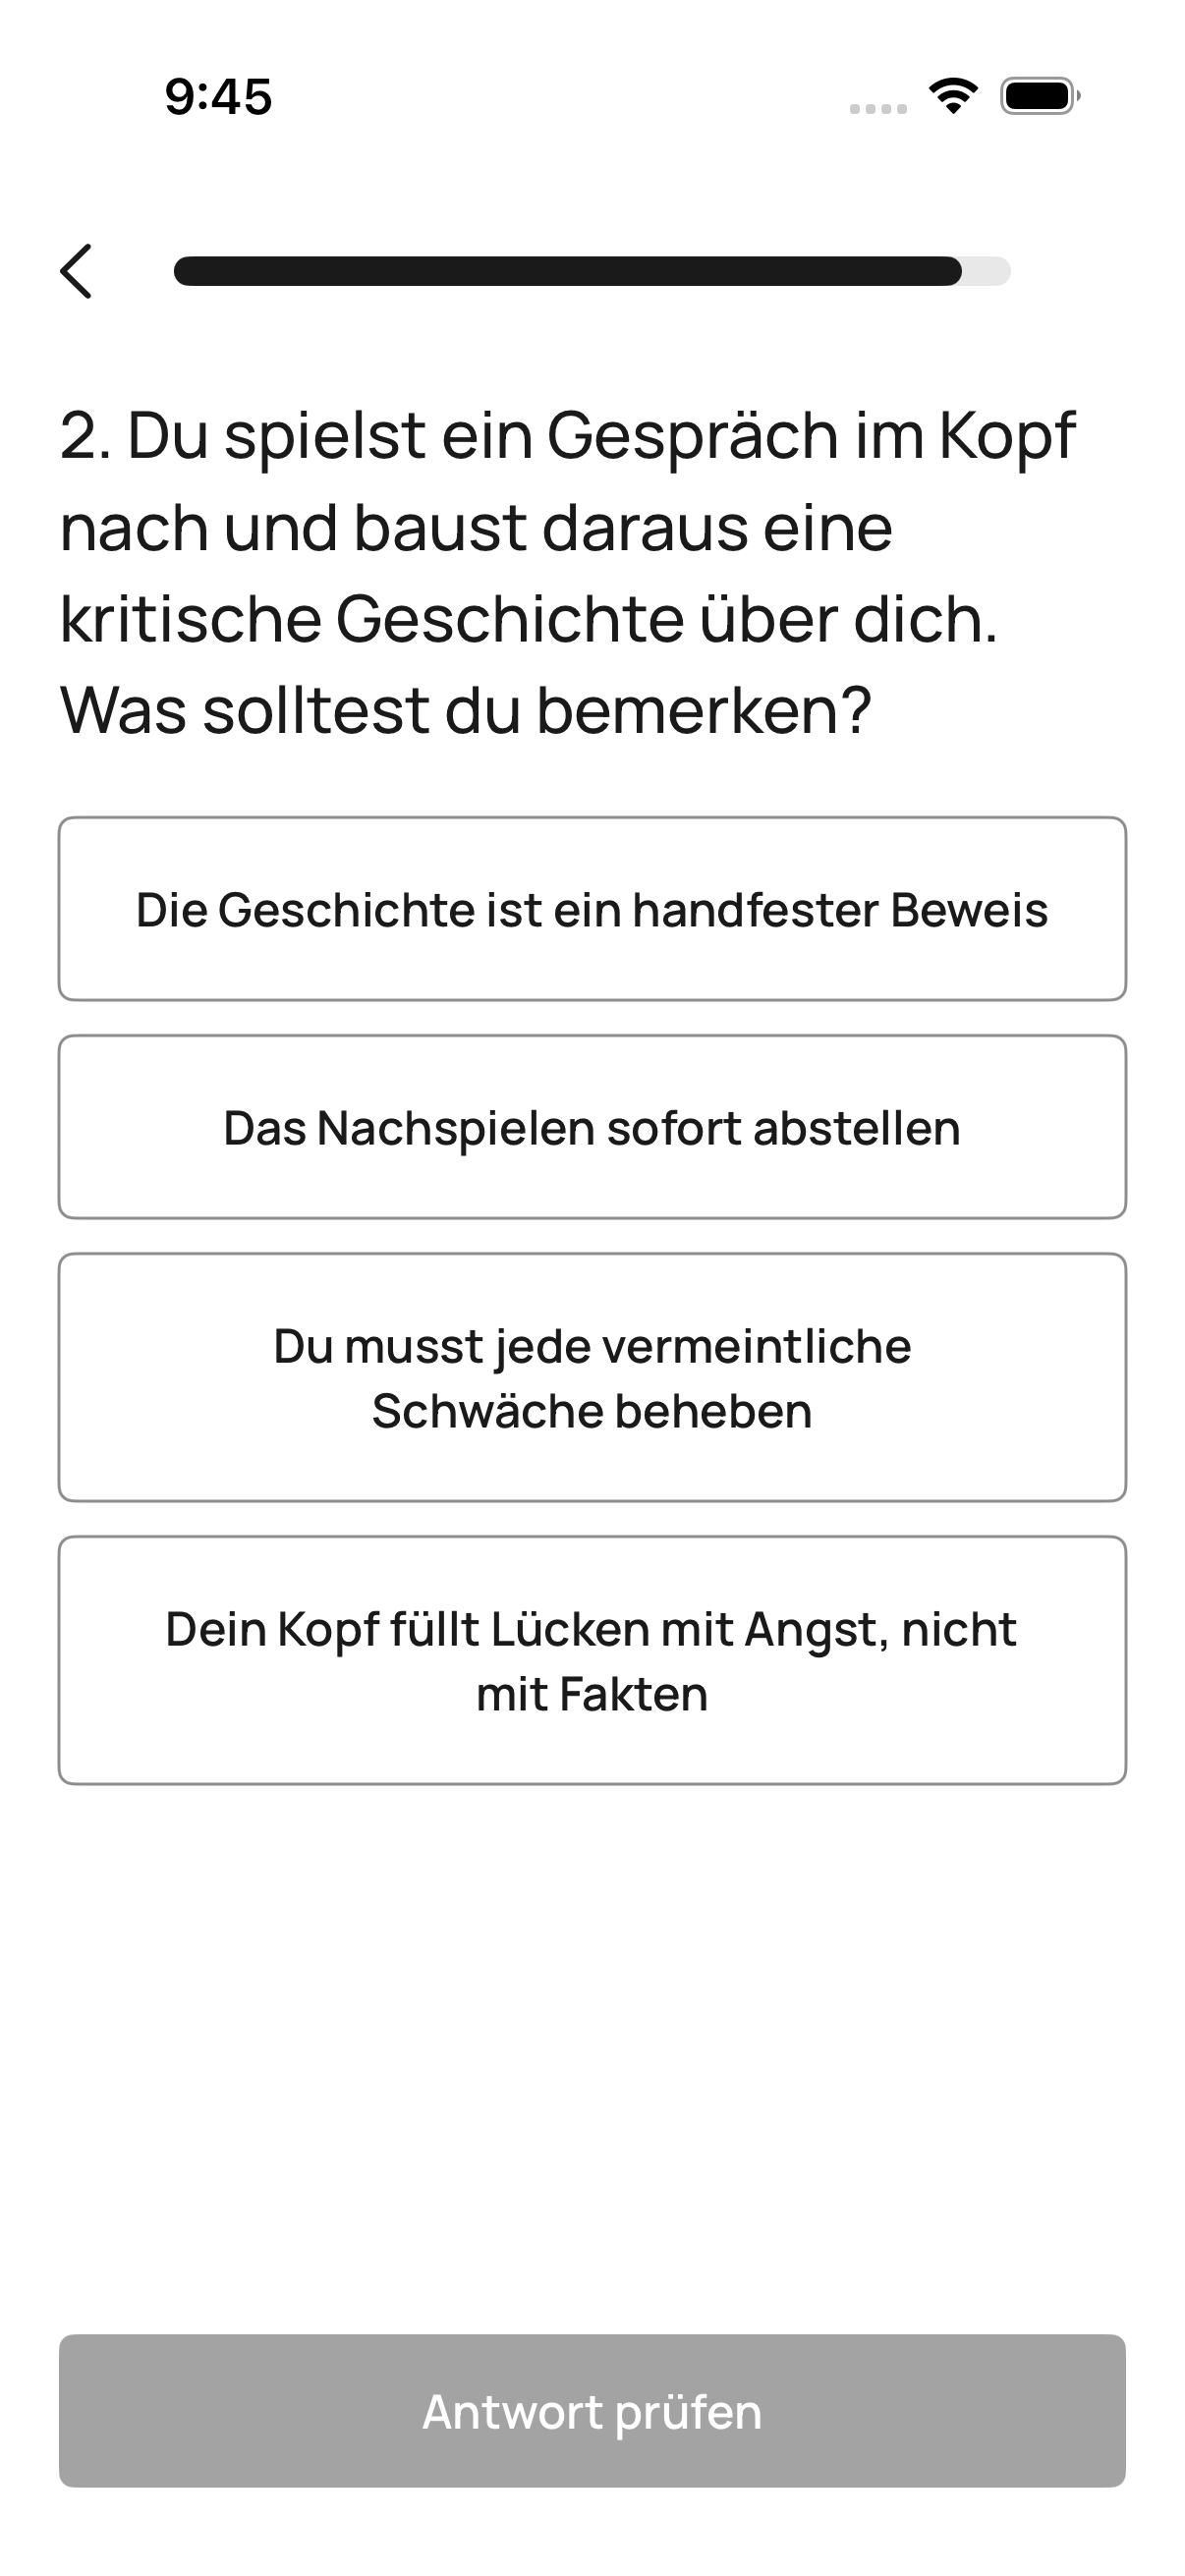 9:45
2. Du spielst ein Gespräch im Kopf
nach und baust daraus eine
kritische Geschichte über dich.
Was solltest du bemerken?
Die Geschichte ist ein handfester Beweis
Das Nachspielen sofort abstellen
Du musst jede vermeintliche
Schwäche beheben
Dein Kopf füllt Lücken mit Angst, nicht
mit Fakten
Antwort prüfen